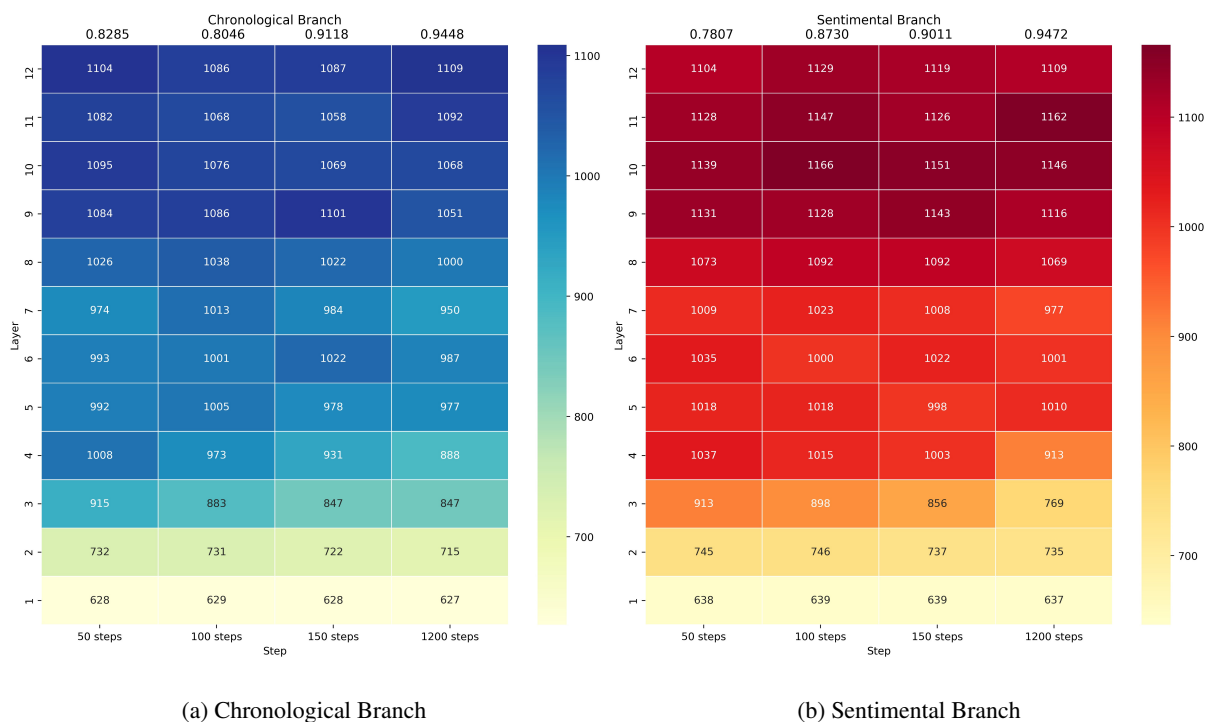 Chronological Branch
0.8285 0.8046 0.9118 0.9448
12 1104 1086 1087 1109
11 1082 1068 1058 1092
10 1095 1076 1069 1068
9 1084 1086 1101 1051
8 1026 1038 1022 1000
7 974 1013 984 950
6 993 1001 1022 987
5 992 1005 978 977
4 1008 973 931 888
3 915 883 847 847
2 732 731 722 715
1 628 629 628 627
Layer
50 steps 100 steps 150 steps 1200 steps
Step
1100
1000
900
800
700
(a) Chronological Branch
Sentimental Branch
0.7807 0.8730 0.9011 0.9472
12 1104 1129 1119 1109
11 1128 1147 1126 1162
10 1139 1166 1151 1146
9 1131 1128 1143 1116
8 1073 1092 1092 1069
7 1009 1023 1008 977
6 1035 1000 1022 1001
5 1018 1018 998 1010
4 1037 1015 1003 913
3 913 898 856 769
2 745 746 737 735
1 638 639 639 637
Layer
50 steps 100 steps 150 steps 1200 steps
Step
1100
1000
900
800
700
(b) Sentimental Branch